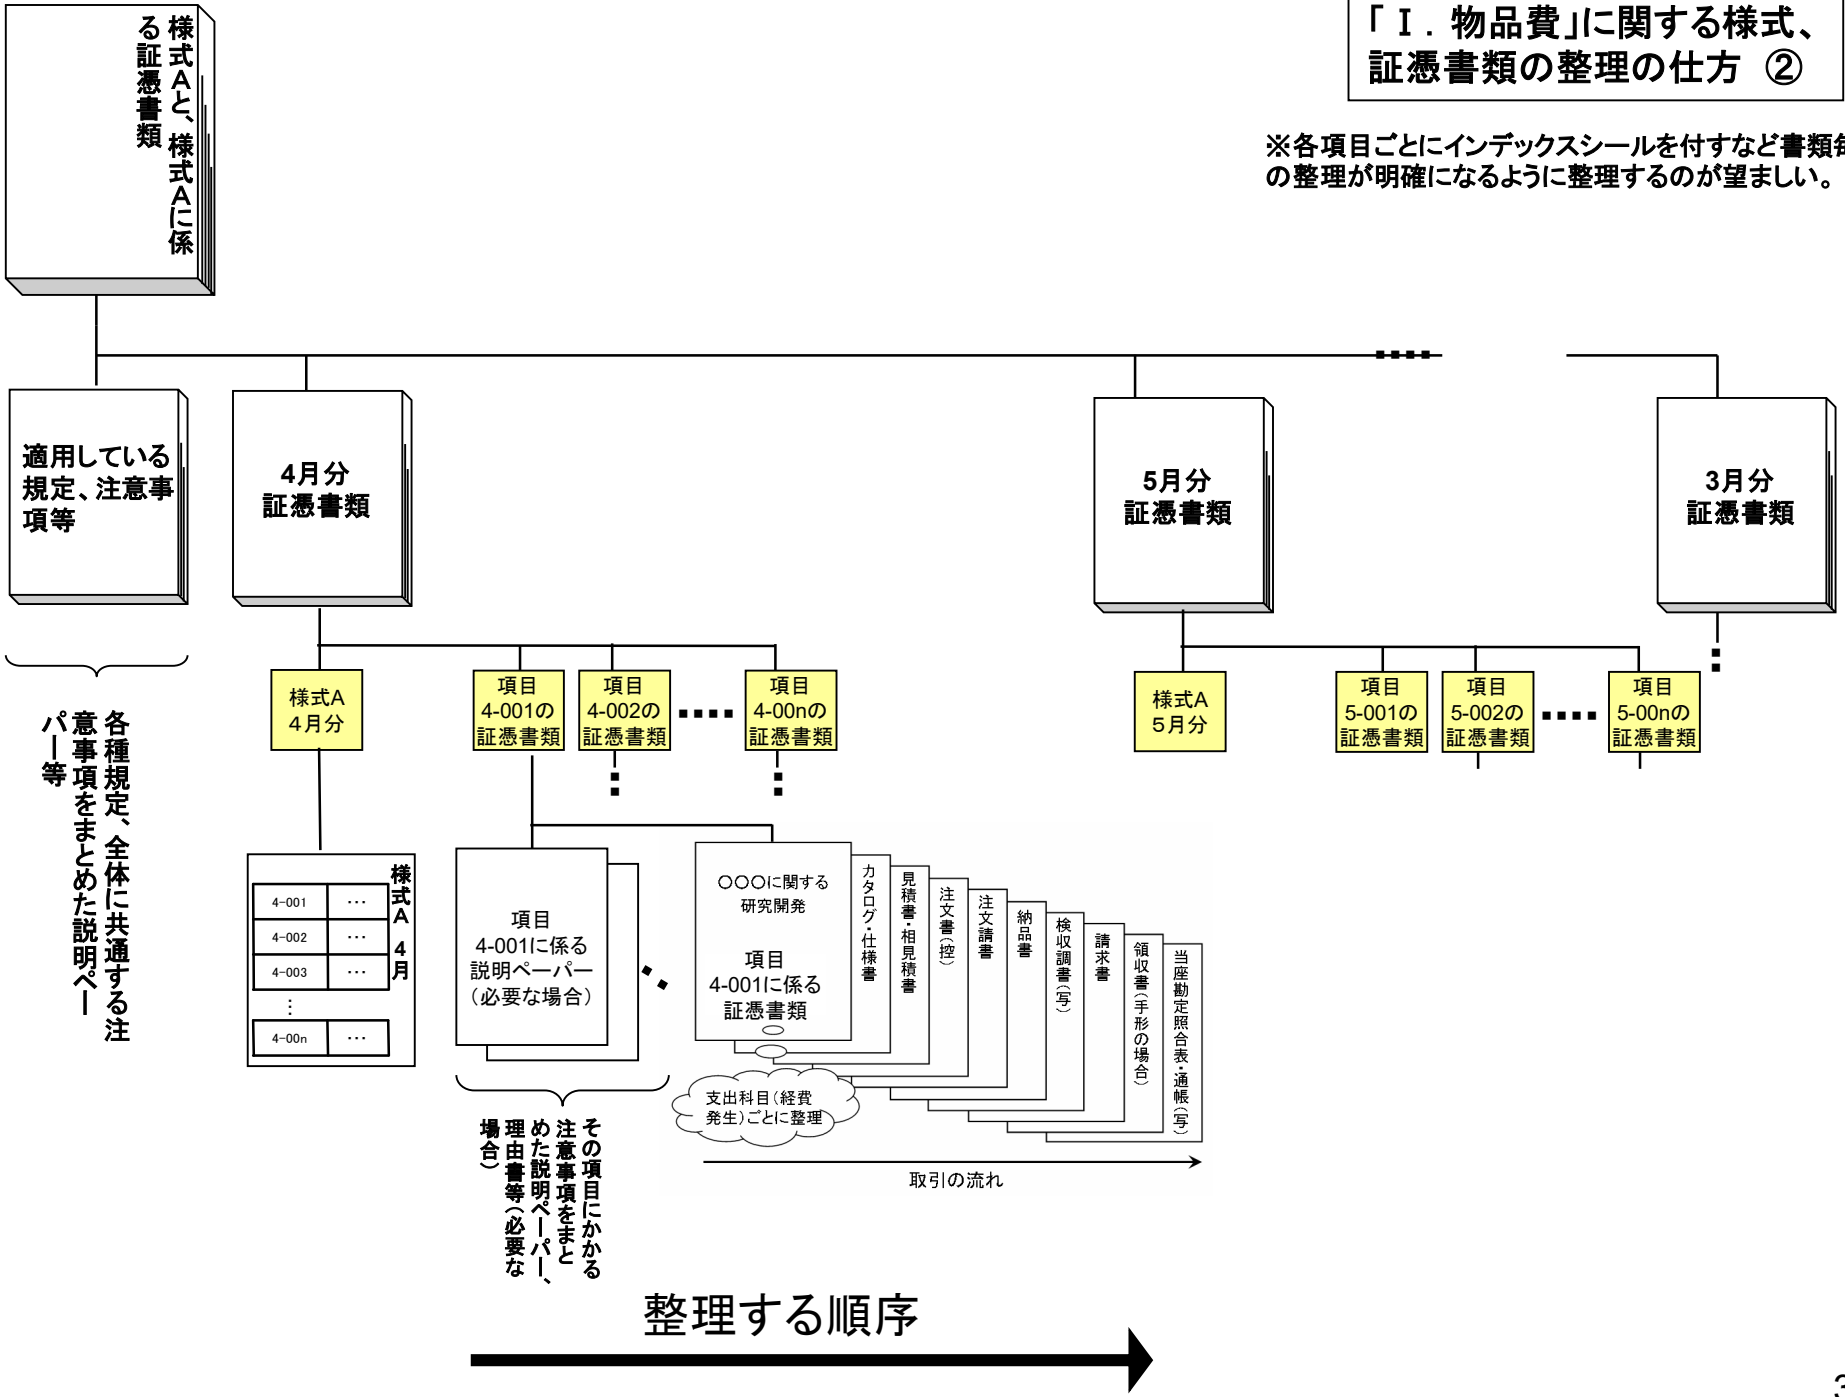 「Ⅰ．物品費」に関する様式、
証憑書類の整理の仕方 ②
※各項目ごとにインデックスシールを付すなど書類毎
の整理が明確になるように整理するのが望ましい。
様式Aと、様式Aに係
る証憑書類
適用している
規定、注意事
項等
4月分
証憑書類
5月分
証憑書類
3月分
証憑書類
各種規定、全体に共通する注
意事項をまとめた説明ペー
パー等
様式A
4月分
項目
4-001の
証憑書類
項目
4-002の
証憑書類
項目
4-00nの
証憑書類
様式A
5月分
項目
5-001の
証憑書類
項目
5-002の
証憑書類
項目
5-00nの
証憑書類
様式A 4月
4-001 …
4-002 …
4-003 …
⋮
4-00n …
項目
4-001に係る
説明ペーパー
（必要な場合）
〇〇〇に関する
研究開発
項目
4-001に係る
証憑書類
カタログ・仕様書
見積書・相見積書
注文書（控）
注文請書
納品書
検収調書（写）
請求書
領収書（手形の場合）
当座勘定照合表・通帳（写）
支出科目（経費
発生）ごとに整理
取引の流れ
その項目にかかる
注意事項をまと
めた説明ペーパー、
理由書等（必要な
場合）
整理する順序